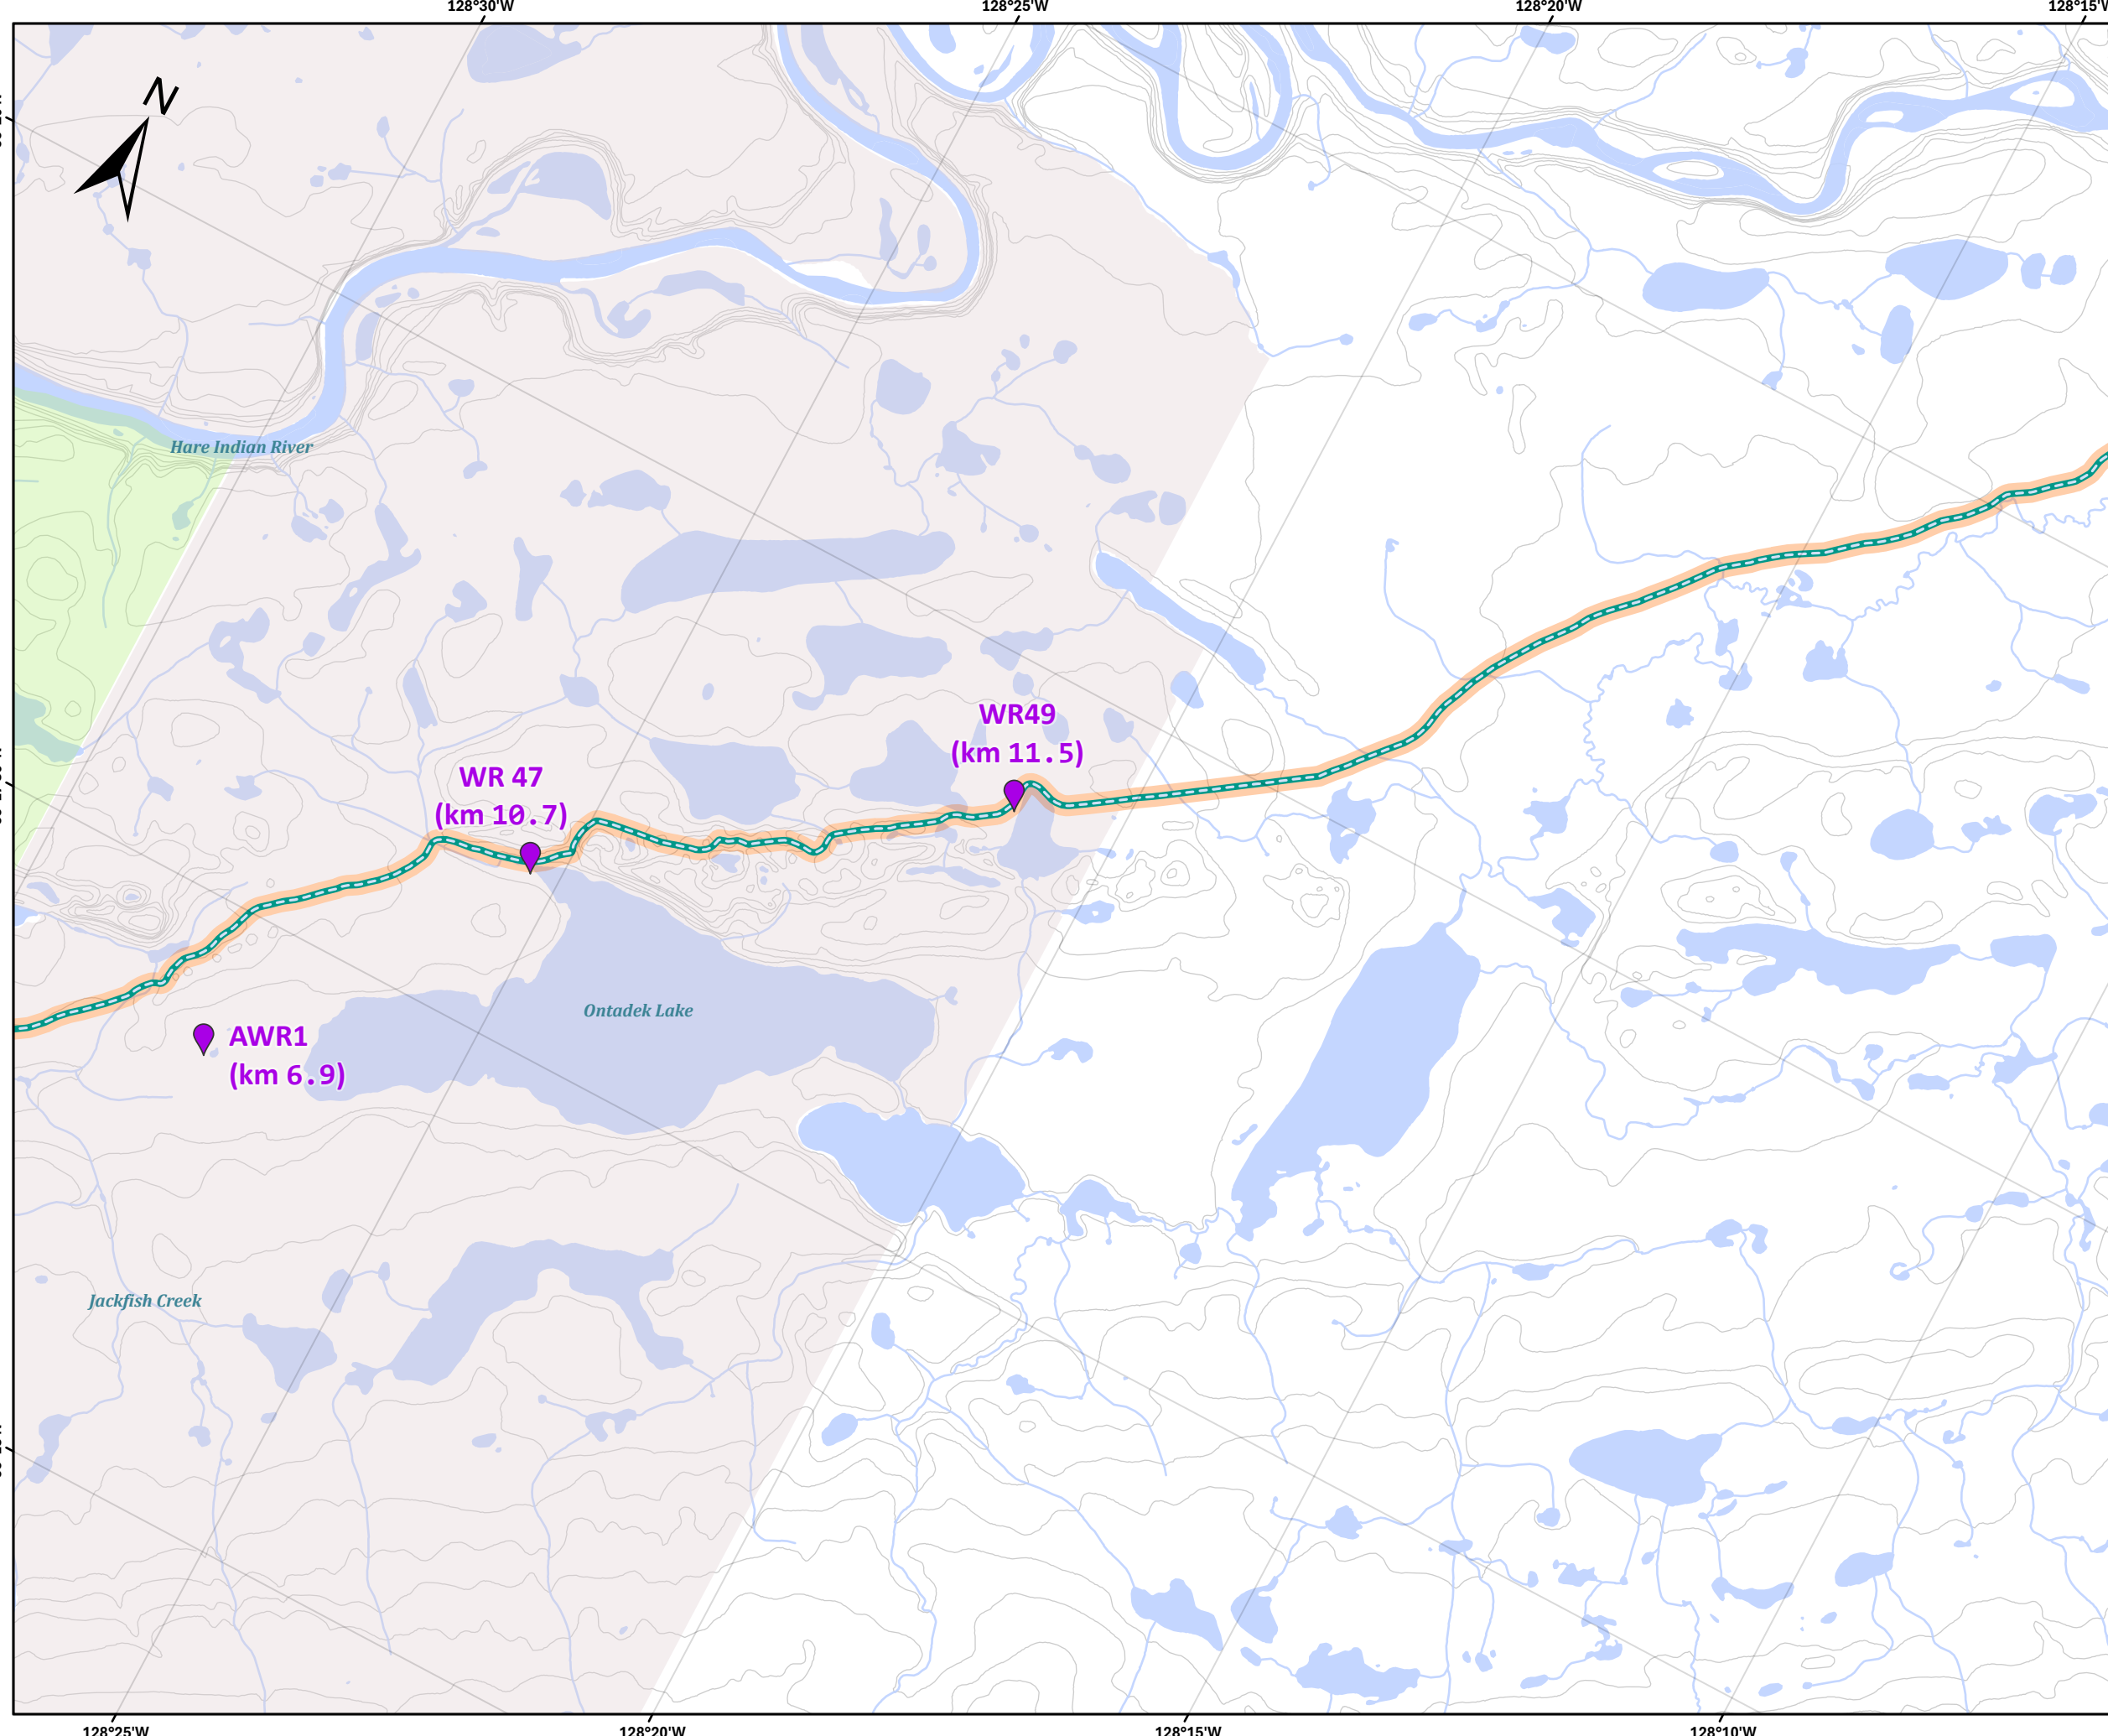 128°30'W
128°25'W
128°20'W
128°15'W
N
Hare Indian River
WR49
(km 11.5)
WR 47
(km 10.7)
Ontadek Lake
AWR1
(km 6.9)
Jackfish Creek
128°25'W
128°20'W
128°15'W
128°10'W